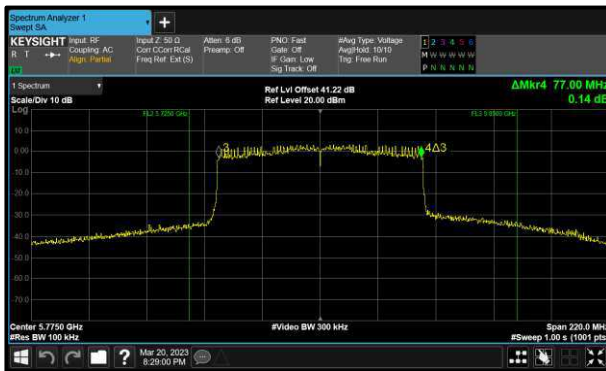 Spectrum Analyzer 1
Swept SA
KEYSIGHT
R T
Input: RF
Coupling: AC
Align: Partial
Input Z: 50 Ω
Corr CCorr RCal
Freq Ref: Ext (S)
Atten: 6 dB
Preamp: Off
PNO: Fast
Gate: Off
IF Gain: Low
Sig Track: Off
#Avg Type: Voltage
Avg|Hold: 10/10
Trig: Free Run
1 2 3 4 5 6
M W W W W W
P N N N N N
1 Spectrum
Scale/Div 10 dB
Ref Lvl Offset 41.22 dB
Ref Level 20.00 dBm
ΔMkr4 77.00 MHz
0.14 dB
Log
10.0
0.00
-10.0
-20.0
-30.0
-40.0
-50.0
-60.0
-70.0
3
4Δ3
Center 5.7750 GHz
#Res BW 100 kHz
#Video BW 300 kHz
Span 220.0 MHz
#Sweep 1.00 s (1001 pts)
?
Mar 20, 2023
8:29:00 PM